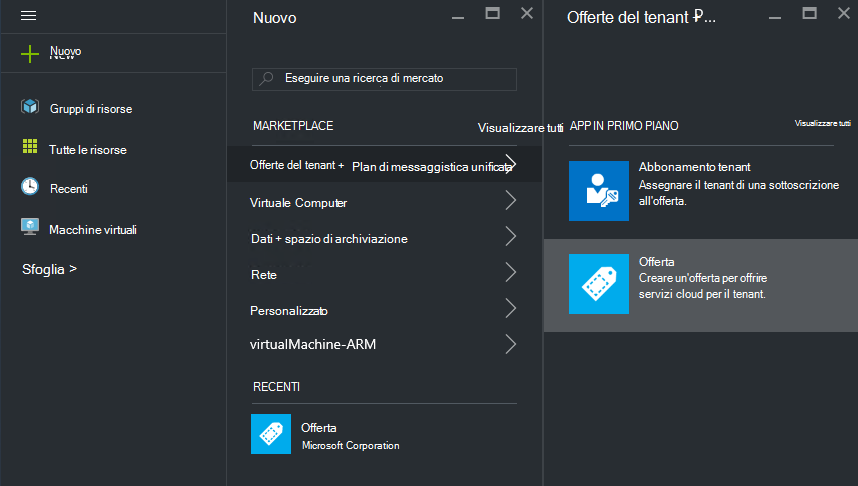 Nuovo
Gruppi di risorse
Tutte le risorse
Recenti
Macchine virtuali
Sfoglia >
Nuovo
Eseguire una ricerca di mercato
MARKETPLACE
Visualizzare tutti
Offerte del tenant + Plan di messaggistica unificata
Virtuale Computer
Dati + spazio di archiviazione
Rete
Personalizzato
virtualMachine-ARM
RECENTI
Offerta
Microsoft Corporation
Offerte del tenant + P...
APP IN PRIMO PIANO
Visualizzare tutti
Abbonamento tenant
Assegnare il tenant di una sottoscrizione
all'offerta.
Offerta
Creare un'offerta per offrire
servizi cloud per il tenant.